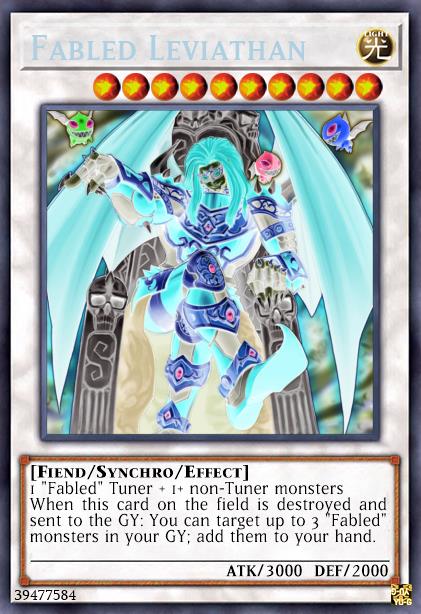 Fabled Leviathan
LIGHT
光
[Fiend/Synchro/Effect]
1 "Fabled" Tuner + 1+ non-Tuner monsters
When this card on the field is destroyed and
sent to the GY: You can target up to 3 "Fabled"
monsters in your GY; add them to your hand.
ATK/3000 DEF/2000
39477584